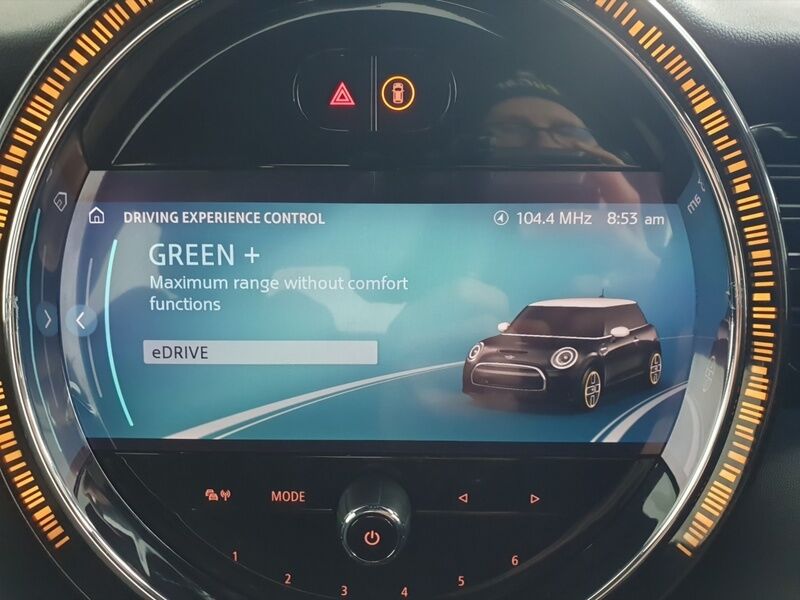 DRIVING EXPERIENCE CONTROL
104.4 MHz 8:53 am
GREEN +
Maximum range without comfort
functions
eDRIVE
MODE
1
2
3
4
5
6